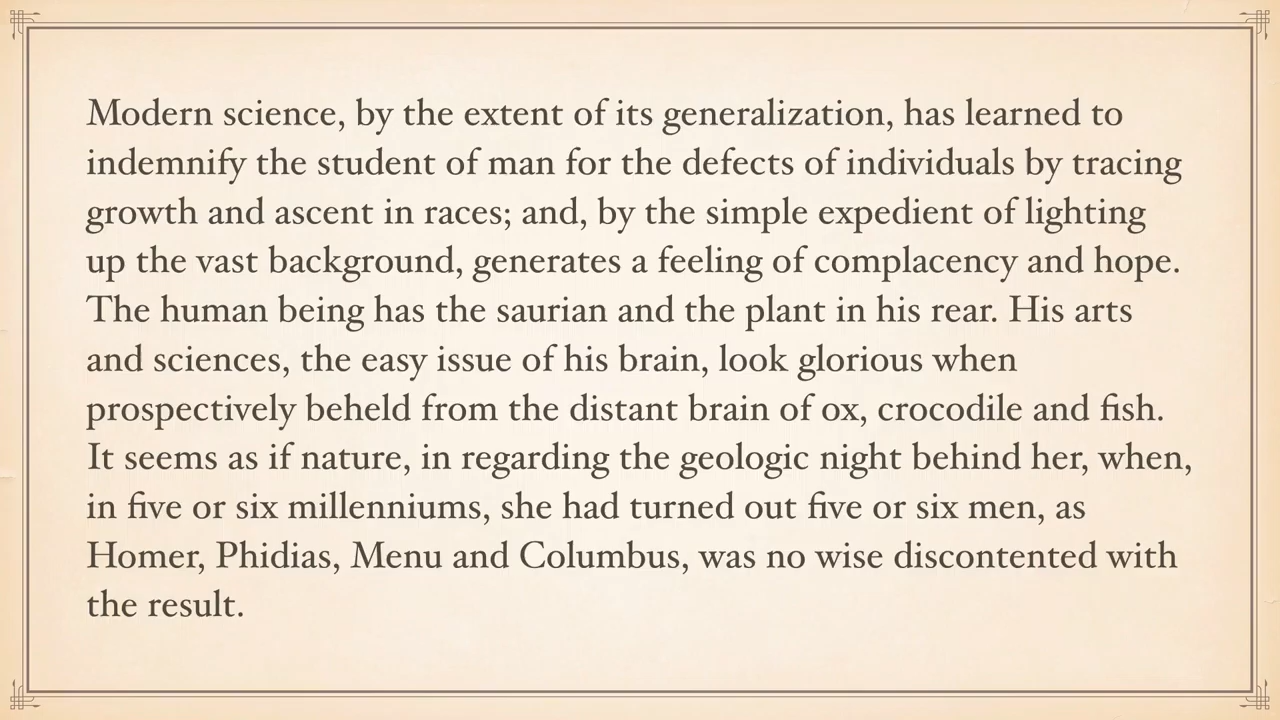 Modern science, by the extent of its generalization, has learned to
indemnify the student of man for the defects of individuals by tracing
growth and ascent in races; and, by the simple expedient of lighting
up the vast background, generates a feeling of complacency and hope.
The human being has the saurian and the plant in his rear. His arts
and sciences, the easy issue of his brain, look glorious when
prospectively beheld from the distant brain of ox, crocodile and fish.
It seems as if nature, in regarding the geologic night behind her, when,
in five or six millenniums, she had turned out five or six men, as
Homer, Phidias, Menu and Columbus, was no wise discontented with
the result.